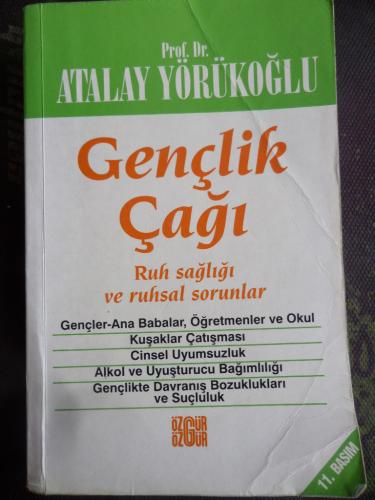 Prof. Dr.
ATALAY YÖRÜKOĞLU
Gençlik
Çağı
Ruh sağlığı
ve ruhsal sorunlar
Gençler-Ana Babalar, Öğretmenler ve Okul
Kuşaklar Çatışması
Cinsel Uyumsuzluk
Alkol ve Uyuşturucu Bağımlılığı
Gençlikte Davranış Bozuklukları
ve Suçluluk
ÖZGÜR
ÖZGÜR
11. BASIM